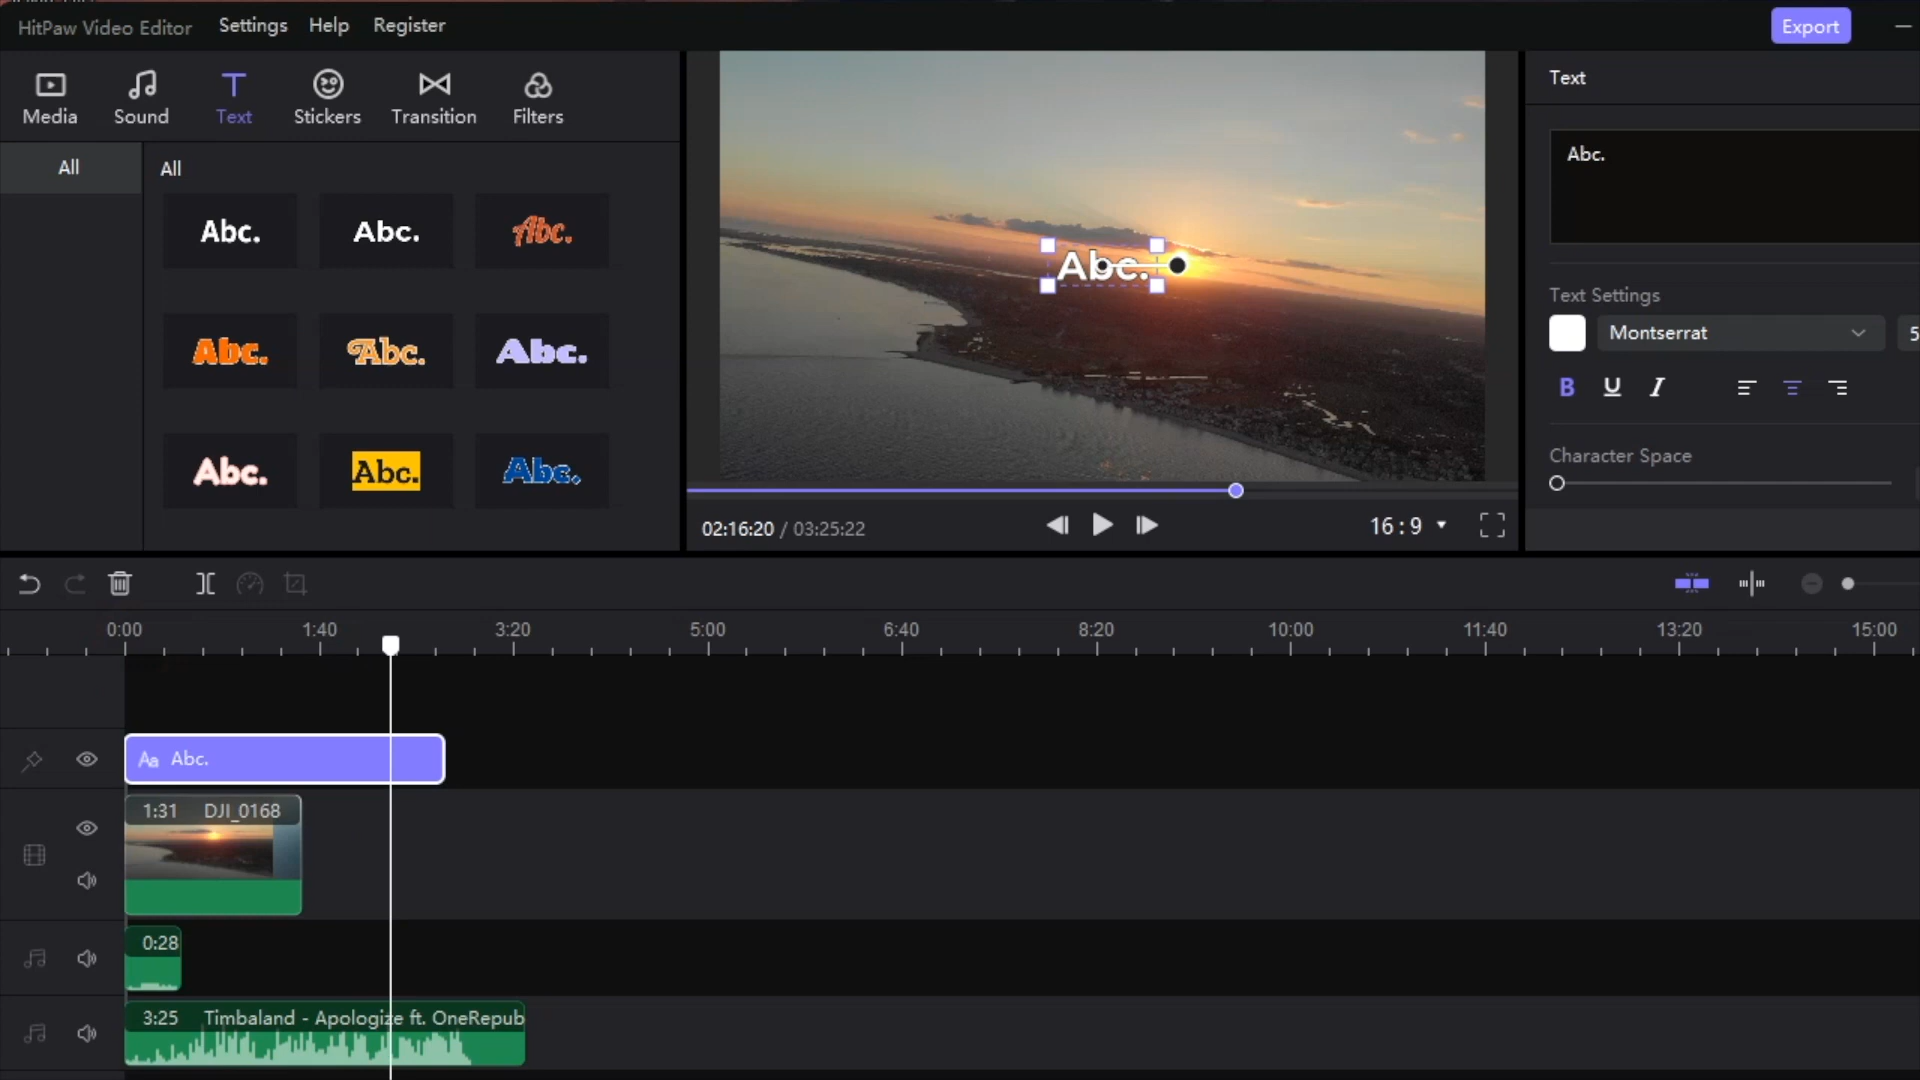 HitPaw Video Editor Settings Help Register Export
Media Sound Text Stickers Transition Filters
Text
All
All
Abc. Abc. Abc.
Abc. Abc. Abc.
Abc. Abc. Abc.
Abc.
Abc.
Text Settings
Montserrat 5
B U I
Character Space
02:16:20 / 03:25:22 16:9
0:00 1:40 3:20 5:00 6:40 8:20 10:00 11:40 13:20 15:00
Aa Abc.
1:31 DJI_0168
0:28
3:25 Timbaland - Apologize ft. OneRepub